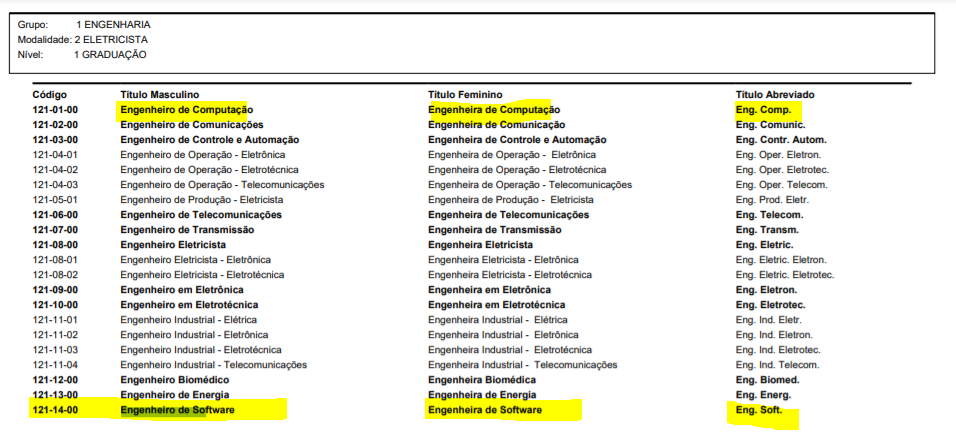 Grupo: 1 ENGENHARIA
Modalidade: 2 ELETRICISTA
Nível: 1 GRADUAÇÃO
Código Título Masculino Título Feminino Título Abreviado
121-01-00 Engenheiro de Computação Engenheira de Computação Eng. Comp.
121-02-00 Engenheiro de Comunicações Engenheira de Comunicação Eng. Comunic.
121-03-00 Engenheiro de Controle e Automação Engenheira de Controle e Automação Eng. Contr. Autom.
121-04-01 Engenheiro de Operação - Eletrônica Engenheira de Operação - Eletrônica Eng. Oper. Eletron.
121-04-02 Engenheiro de Operação - Eletrotécnica Engenheira de Operação - Eletrotécnica Eng. Oper. Eletrotec.
121-04-03 Engenheiro de Operação - Telecomunicações Engenheira de Operação - Telecomunicações Eng. Oper. Telecom.
121-05-01 Engenheiro de Produção - Eletricista Engenheira de Produção - Eletricista Eng. Prod. Eletr.
121-06-00 Engenheiro de Telecomunicações Engenheira de Telecomunicações Eng. Telecom.
121-07-00 Engenheiro de Transmissão Engenheira de Transmissão Eng. Transm.
121-08-00 Engenheiro Eletricista Engenheira Eletricista Eng. Eletric.
121-08-01 Engenheiro Eletricista - Eletrônica Engenheira Eletricista - Eletrônica Eng. Eletric. Eletron.
121-08-02 Engenheiro Eletricista - Eletrotécnica Engenheira Eletricista - Eletrotécnica Eng. Eletric. Eletrotec.
121-09-00 Engenheiro em Eletrônica Engenheira em Eletrônica Eng. Eletron.
121-10-00 Engenheiro em Eletrotécnica Engenheira em Eletrotécnica Eng. Eletrotec.
121-11-01 Engenheiro Industrial - Elétrica Engenheira Industrial - Elétrica Eng. Ind. Eletr.
121-11-02 Engenheiro Industrial - Eletrônica Engenheira Industrial - Eletrônica Eng. Ind. Eletron.
121-11-03 Engenheiro Industrial - Eletrotécnica Engenheira Industrial - Eletrotécnica Eng. Ind. Eletrotec.
121-11-04 Engenheiro Industrial - Telecomunicações Engenheira Industrial - Telecomunicações Eng. Ind. Telecom.
121-12-00 Engenheiro Biomédico Engenheira Biomédica Eng. Biomed.
121-13-00 Engenheiro de Energia Engenheira de Energia Eng. Energ.
121-14-00 Engenheiro de Software Engenheira de Software Eng. Soft.